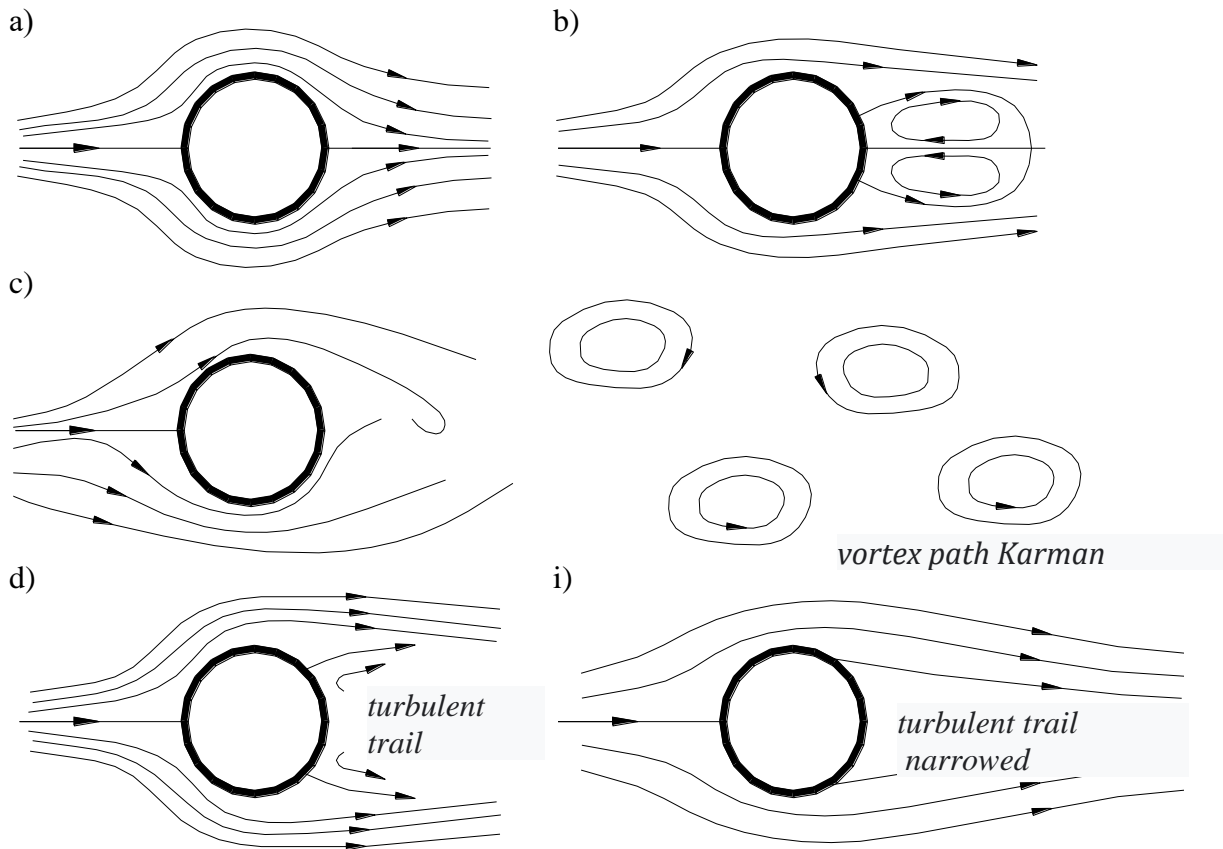 a)
b)
c)
vortex path Karman
d)
i)
turbulent
trail
turbulent trail
narrowed